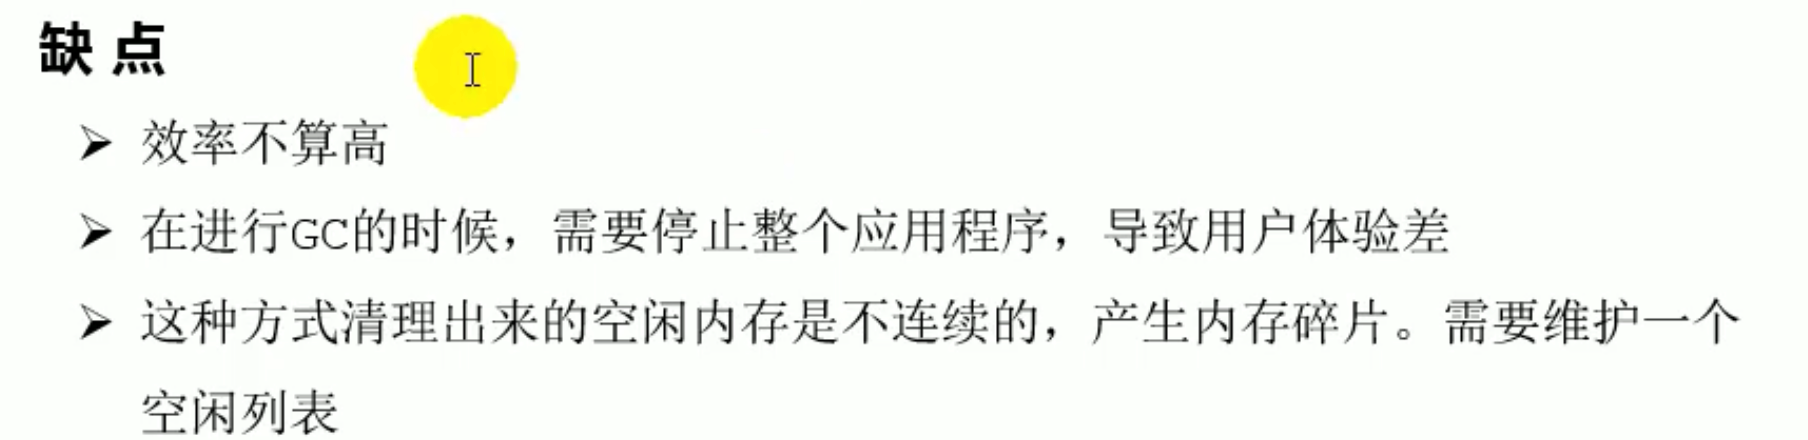 缺点
效率不算高
在进行GC的时候，需要停止整个应用程序，导致用户体验差
这种方式清理出来的空闲内存是不连续的，产生内存碎片。需要维护一个
空闲列表